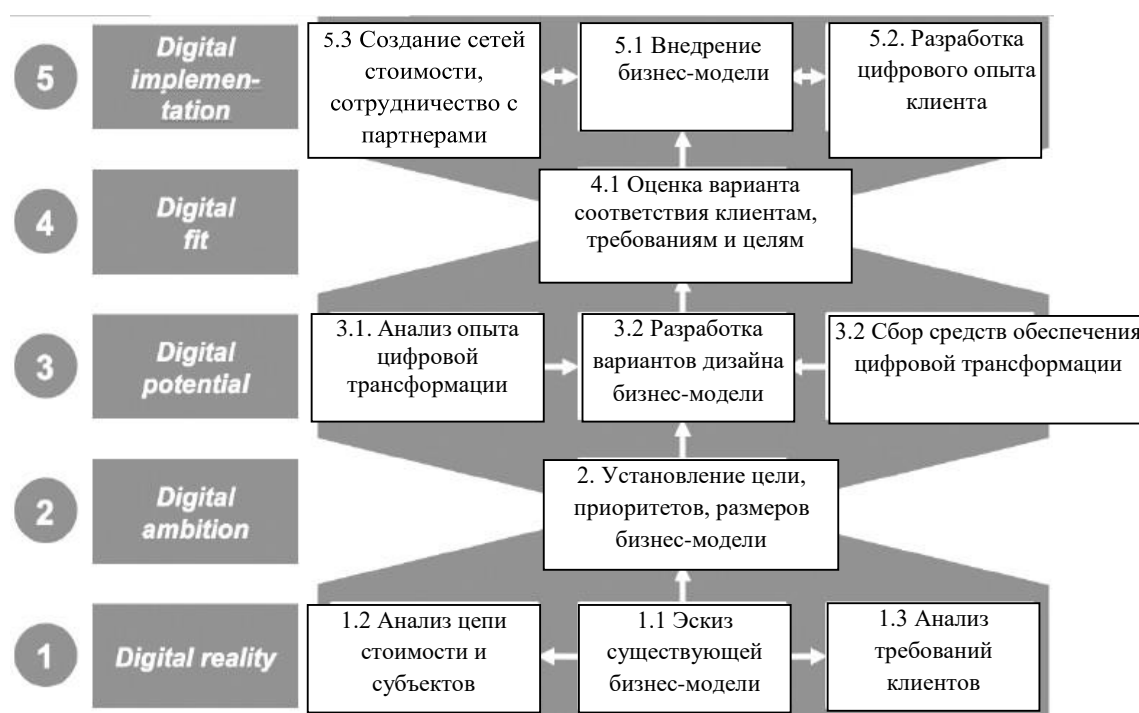 5
Digital
implemen-
tation
5.3 Создание сетей
стоимости,
сотрудничество с
партнерами
5.1 Внедрение
бизнес-модели
5.2. Разработка
цифрового опыта
клиента
4
Digital
fit
4.1 Оценка варианта
соответствия клиентам,
требованиям и целям
3
Digital
potential
3.1. Анализ опыта
цифровой
трансформации
3.2 Разработка
вариантов дизайна
бизнес-модели
3.2 Сбор средств обеспечения
цифровой трансформации
2
Digital
ambition
2. Установление цели,
приоритетов, размеров
бизнес-модели
1
Digital reality
1.2 Анализ цепи
стоимости и
субъектов
1.1 Эскиз
существующей
бизнес-модели
1.3 Анализ
требований
клиентов